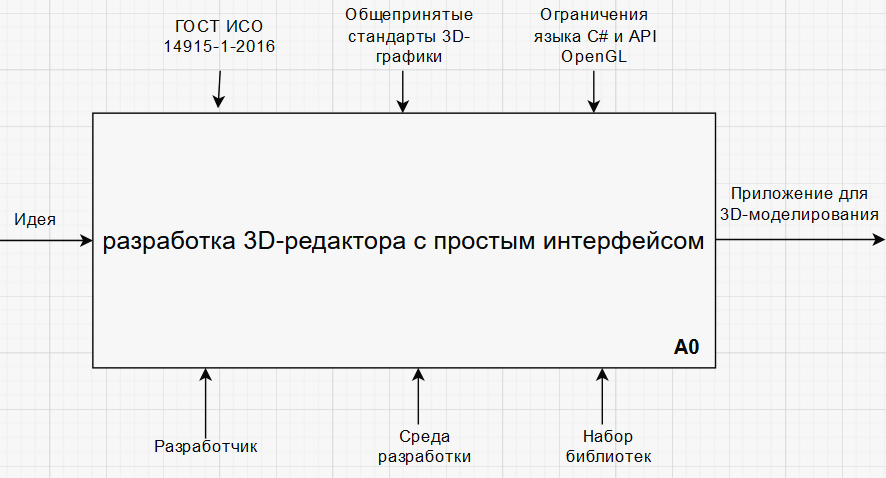 ГОСТ ИСО
14915-1-2016
Общепринятые
стандарты 3D-
графики
Ограничения
языка C# и API
OpenGL
Идея
разработка 3D-редактора с простым интерфейсом
A0
Приложение для
3D-моделирования
Разработчик
Среда
разработки
Набор
библиотек